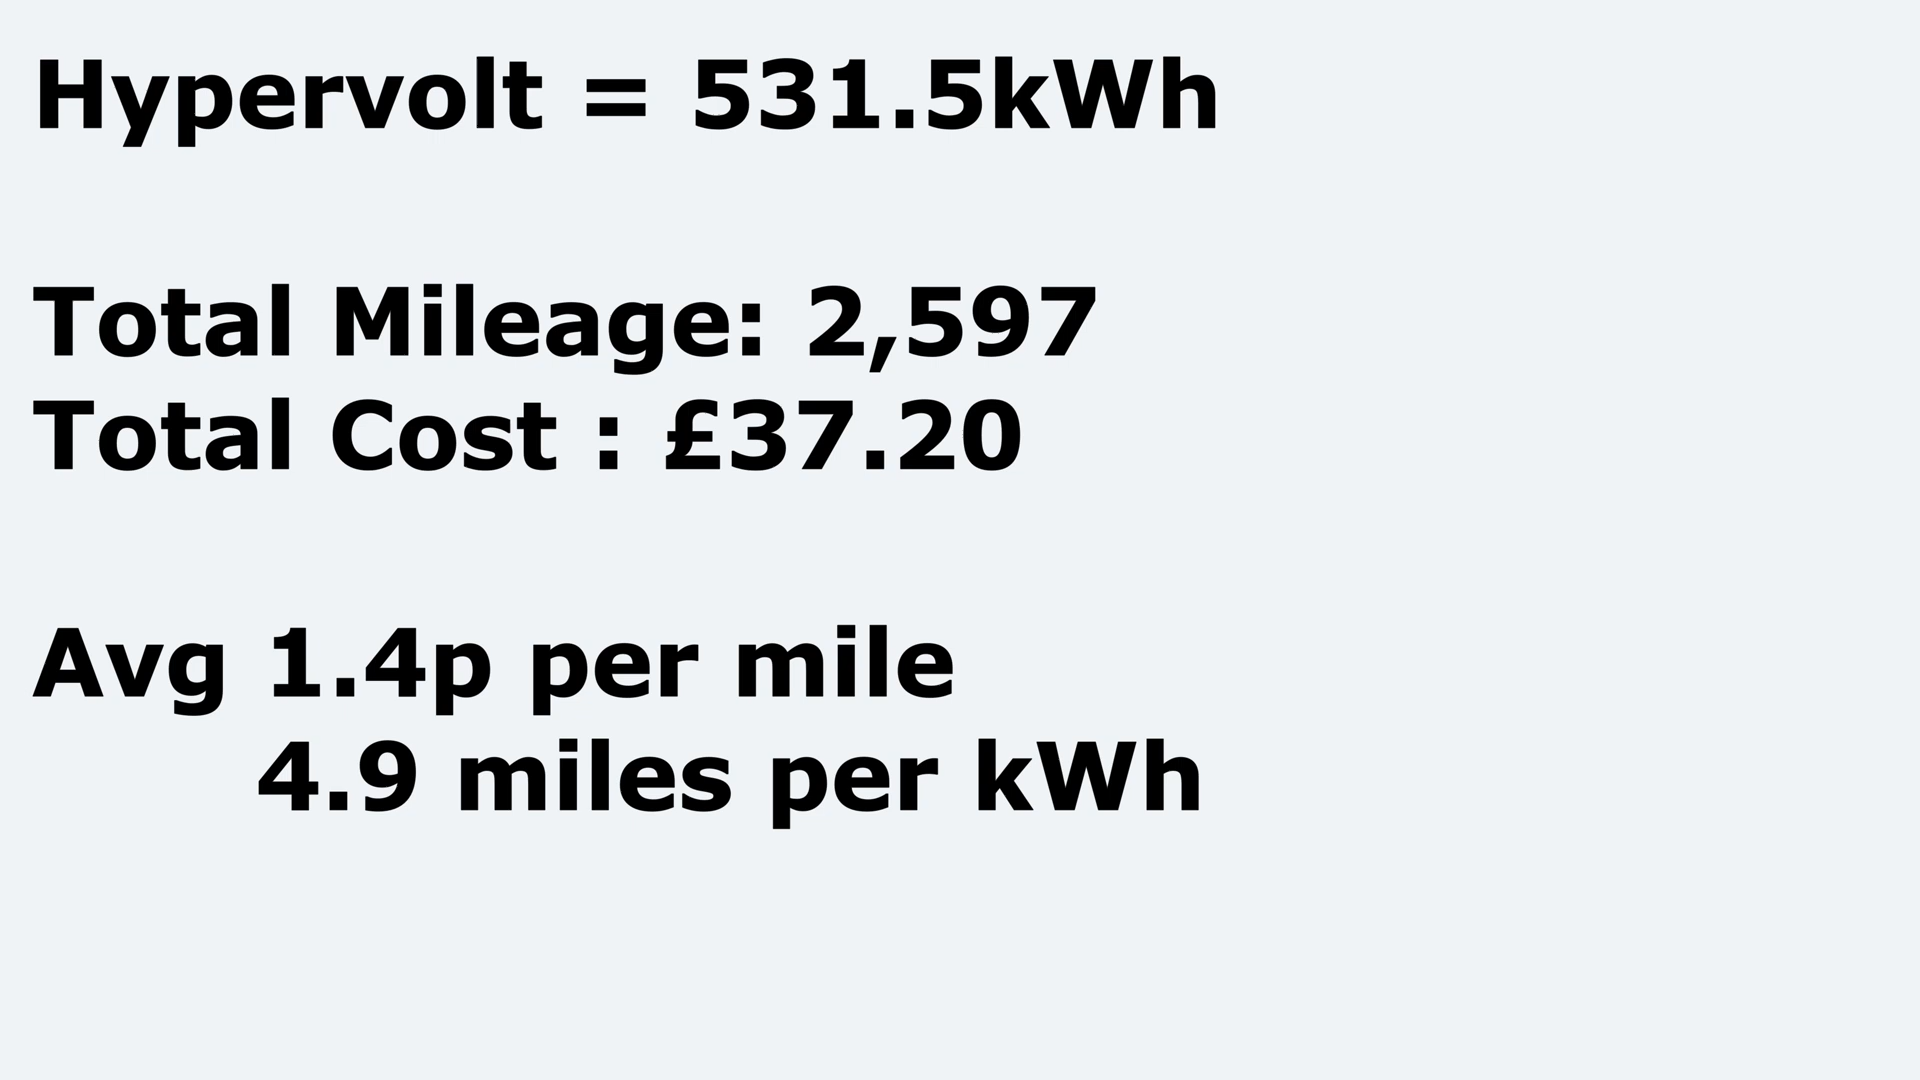 Hypervolt = 531.5kWh
Total Mileage: 2,597
Total Cost : £37.20
Avg 1.4p per mile
4.9 miles per kWh